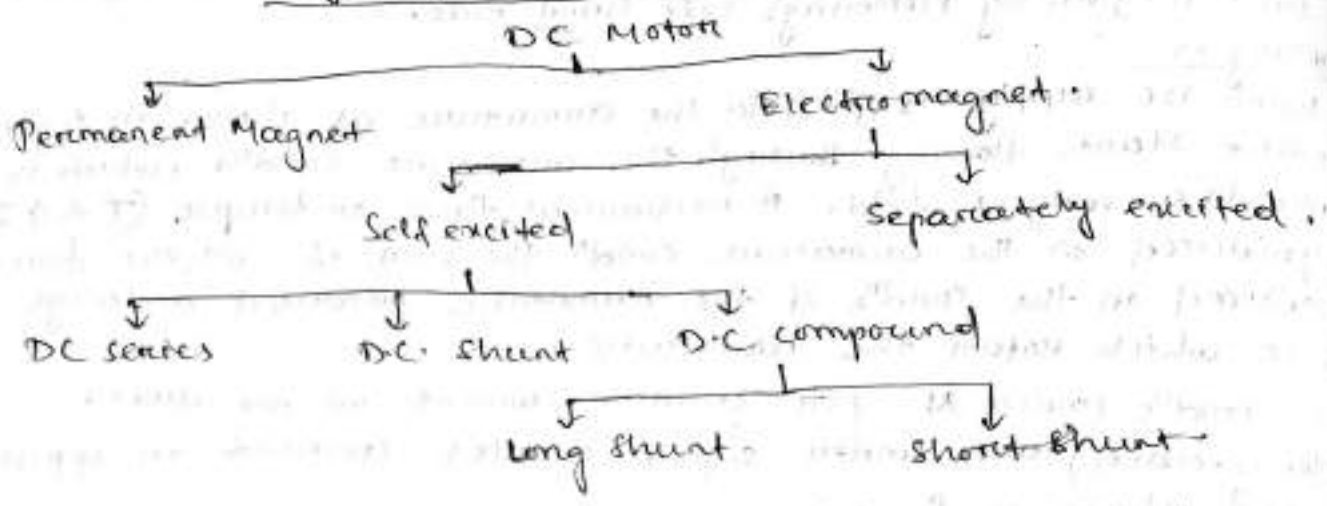 DC Motor
Permanent Magnet
Electromagnet.
Self excited
Separately excited.
DC series
D.C. Shunt
D.C. compound
Long Shunt
Short Shunt